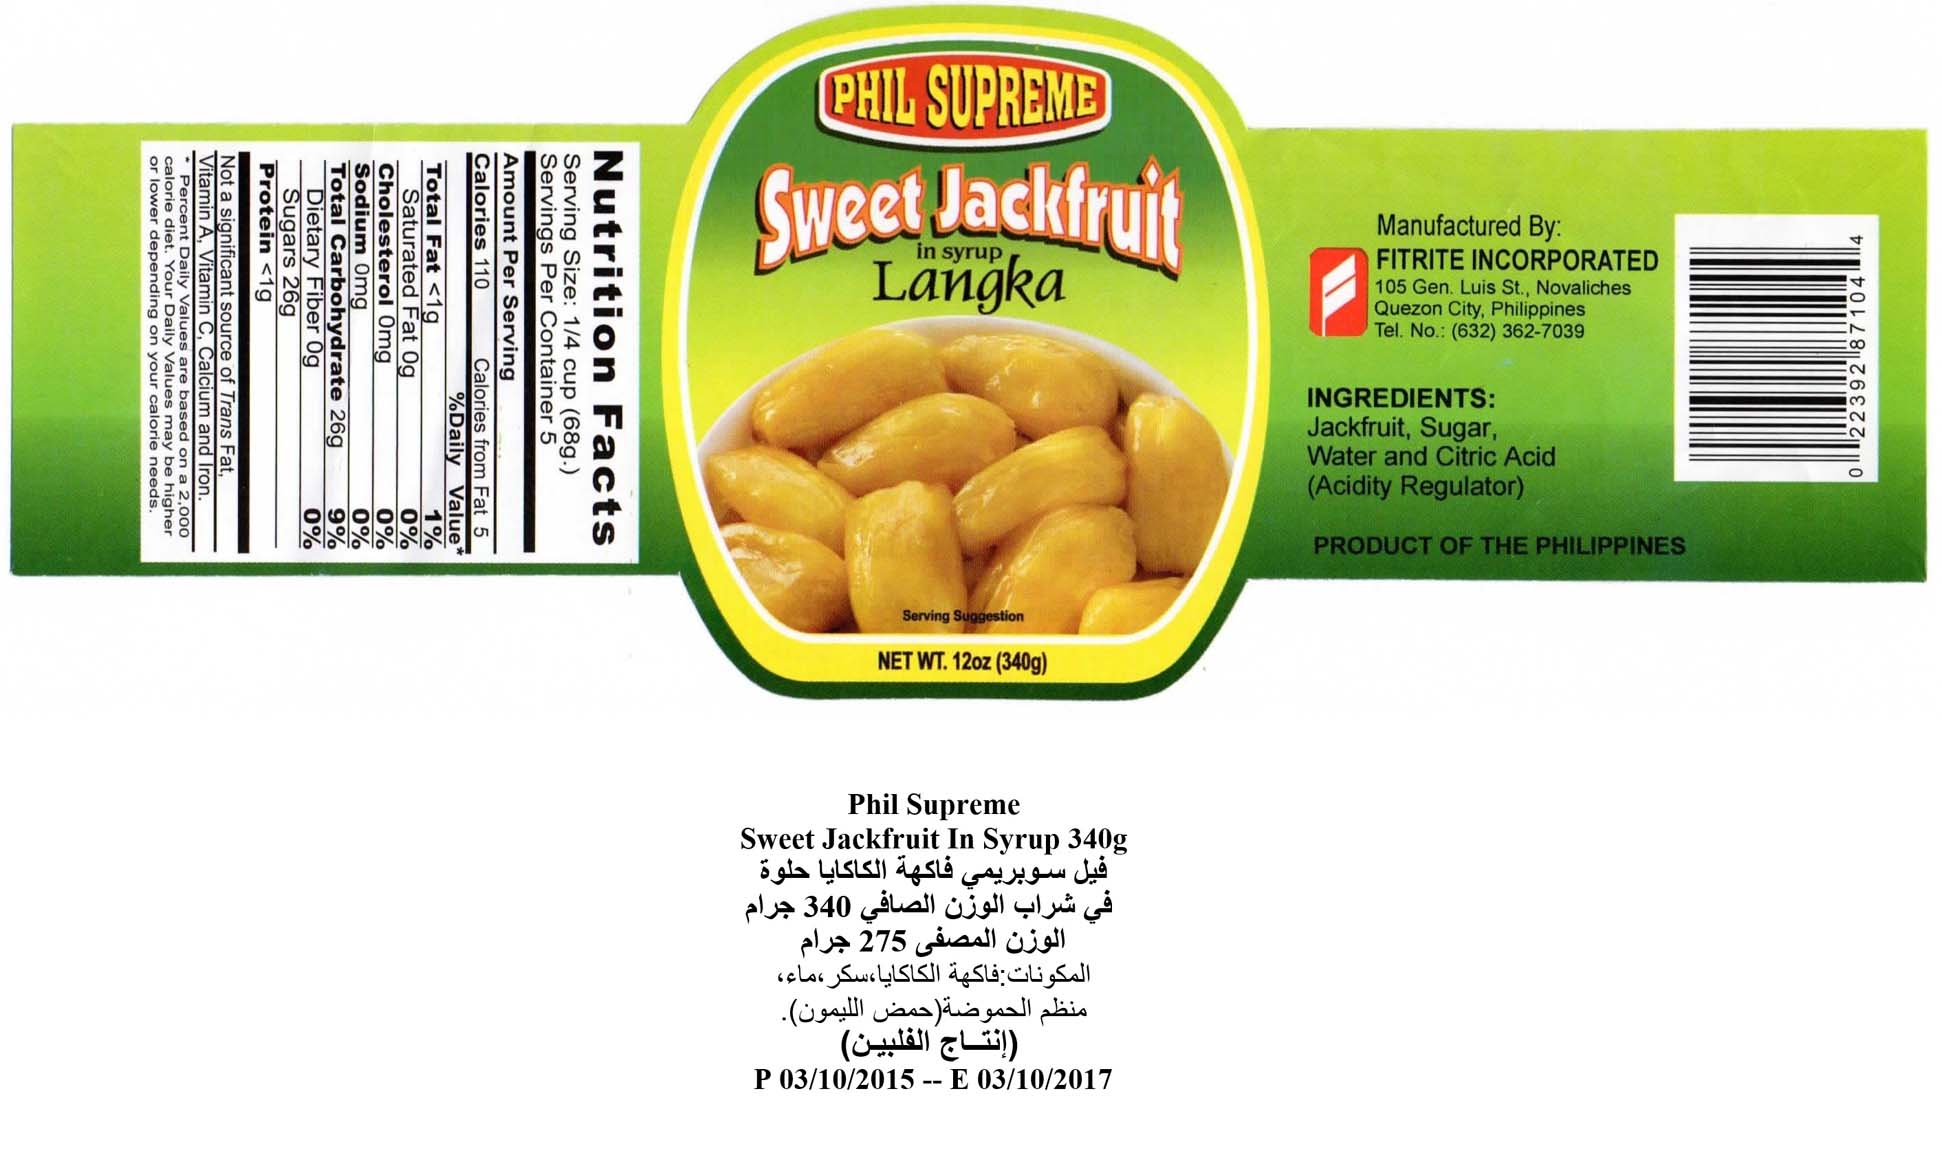 PHIL SUPREME
Sweet Jackfruit
in syrup
Langka
Serving Suggestion
NET WT. 12oz (340g)
Manufactured By:
FITRITE INCORPORATED
105 Gen. Luis St., Novaliches
Quezon City, Philippines
Tel. No.: (632) 362-7039
INGREDIENTS:
Jackfruit, Sugar,
Water and Citric Acid
(Acidity Regulator)
PRODUCT OF THE PHILIPPINES
0 22392 87104 4
Nutrition Facts
Serving Size: 1/4 cup (68g.)
Servings Per Container 5
Amount Per Serving
Calories 110 Calories from Fat 5
%Daily Value*
Total Fat <1g 1%
Saturated Fat 0g 0%
Cholesterol 0mg 0%
Sodium 0mg 0%
Total Carbohydrate 26g 9%
Dietary Fiber 0g 0%
Sugars 26g
Protein <1g
Not a significant source of Trans Fat,
Vitamin A, Vitamin C, Calcium and Iron.
* Percent Daily Values are based on a 2,000
calorie diet. Your Daily Values may be higher
or lower depending on your calorie needs.
Phil Supreme
Sweet Jackfruit In Syrup 340g
فيل سوبريمي فاكهة الكاكايا حلوة
في شراب الوزن الصافي 340 جرام
الوزن المصفى 275 جرام
المكونات:فاكهة الكاكايا،سكر،ماء،
منظم الحموضة(حمض الليمون).
(إنتاج الفلبين)
P 03/10/2015 -- E 03/10/2017